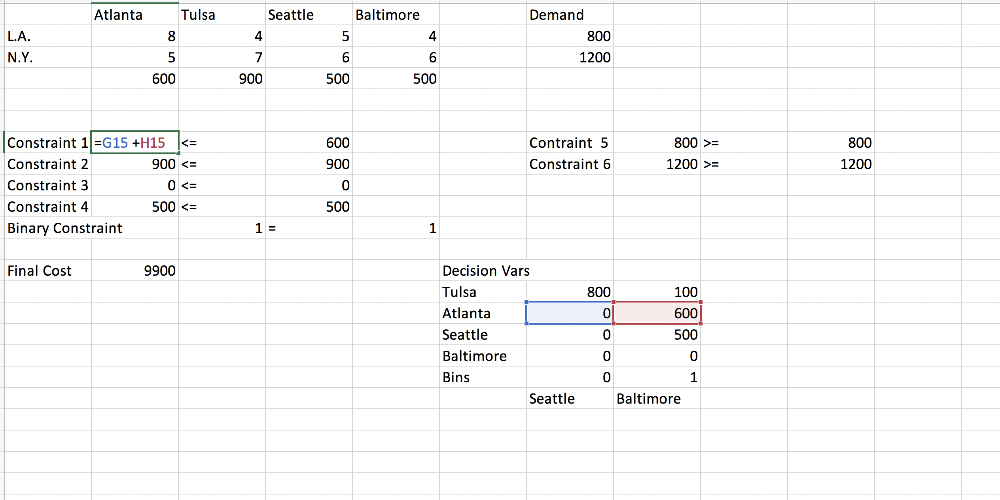 Atlanta Tulsa Seattle Baltimore Demand
L.A. 8 4 5 4 800
N.Y. 5 7 6 6 1200
600 900 500 500
Constraint 1 =G15 +H15 <= 600 Contraint  5 800 >= 800
Constraint 2 900 <= 900 Constraint 6 1200 >= 1200
Constraint 3 0 <= 0
Constraint 4 500 <= 500
Binary Constraint 1 = 1
Final Cost 9900 Decision Vars
Tulsa 800 100
Atlanta 0 600
Seattle 0 500
Baltimore 0 0
Bins 0 1
Seattle Baltimore